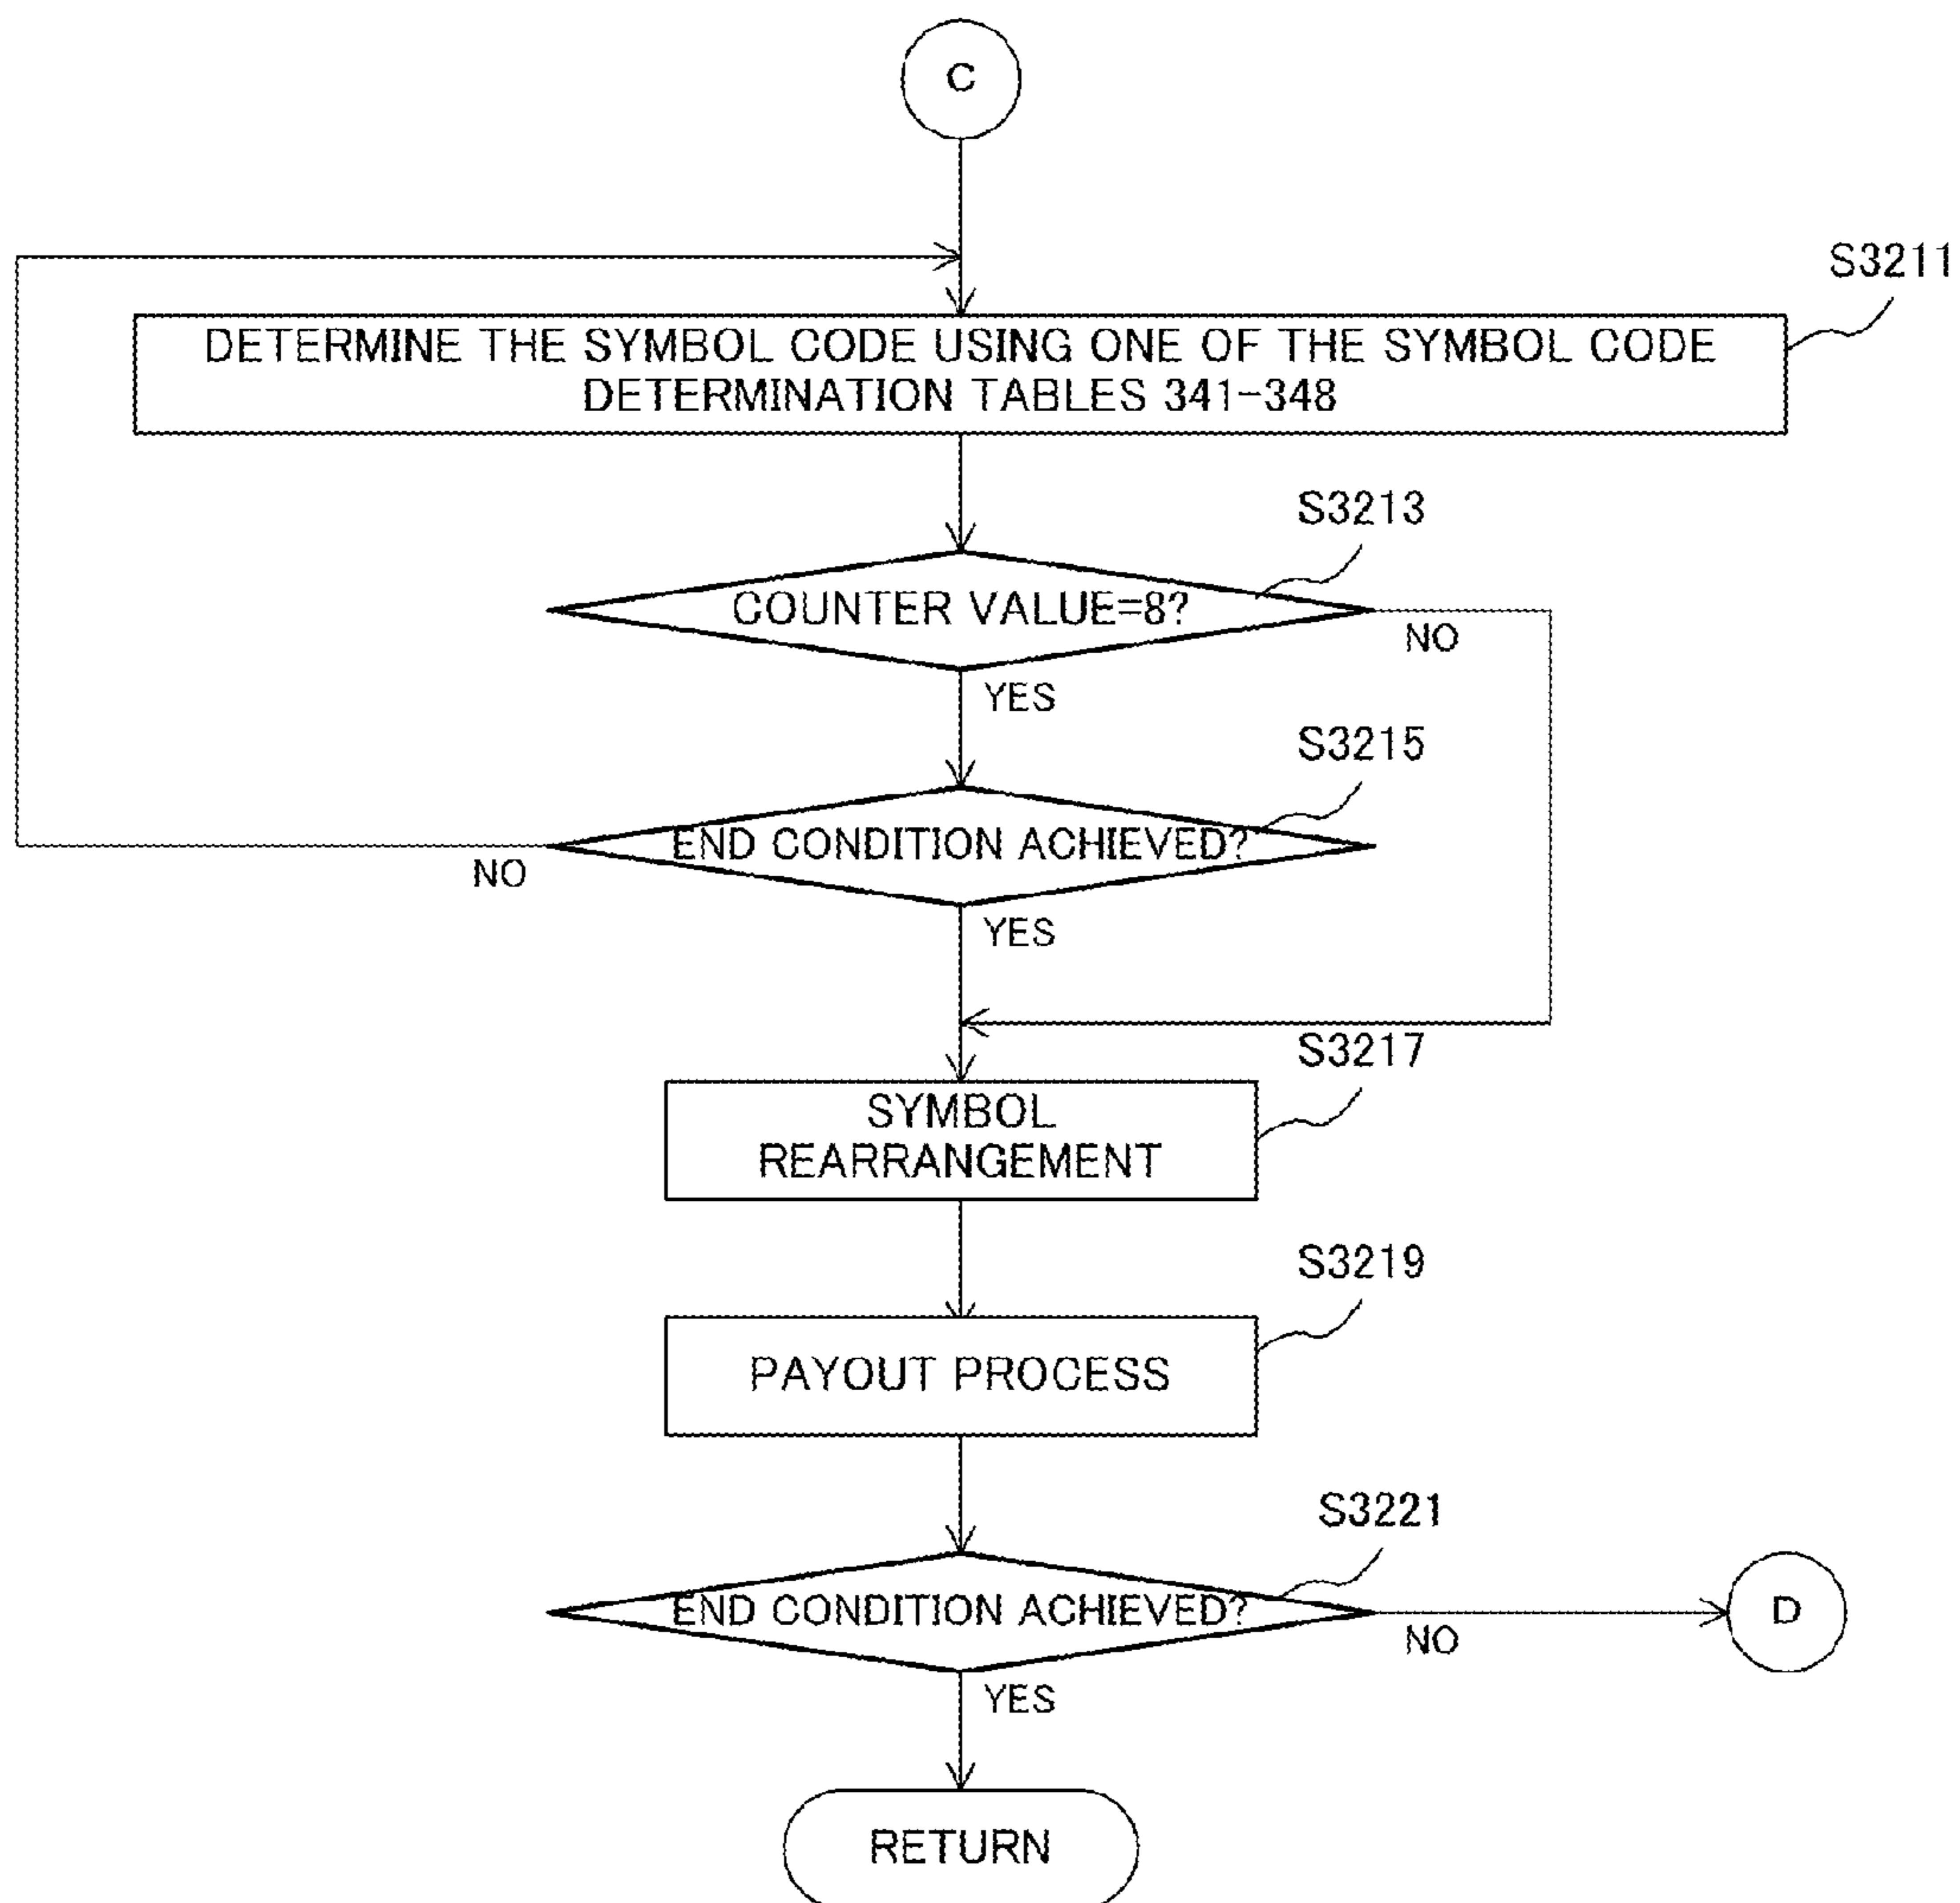 C
S3211
DETERMINE THE SYMBOL CODE USING ONE OF THE SYMBOL CODE
DETERMINATION TABLES 341-348
S3213
COUNTER VALUE=8?
NO
YES
S3215
END CONDITION ACHIEVED?
NO
YES
S3217
SYMBOL
REARRANGEMENT
S3219
PAYOUT PROCESS
S3221
END CONDITION ACHIEVED?
D
NO
YES
RETURN